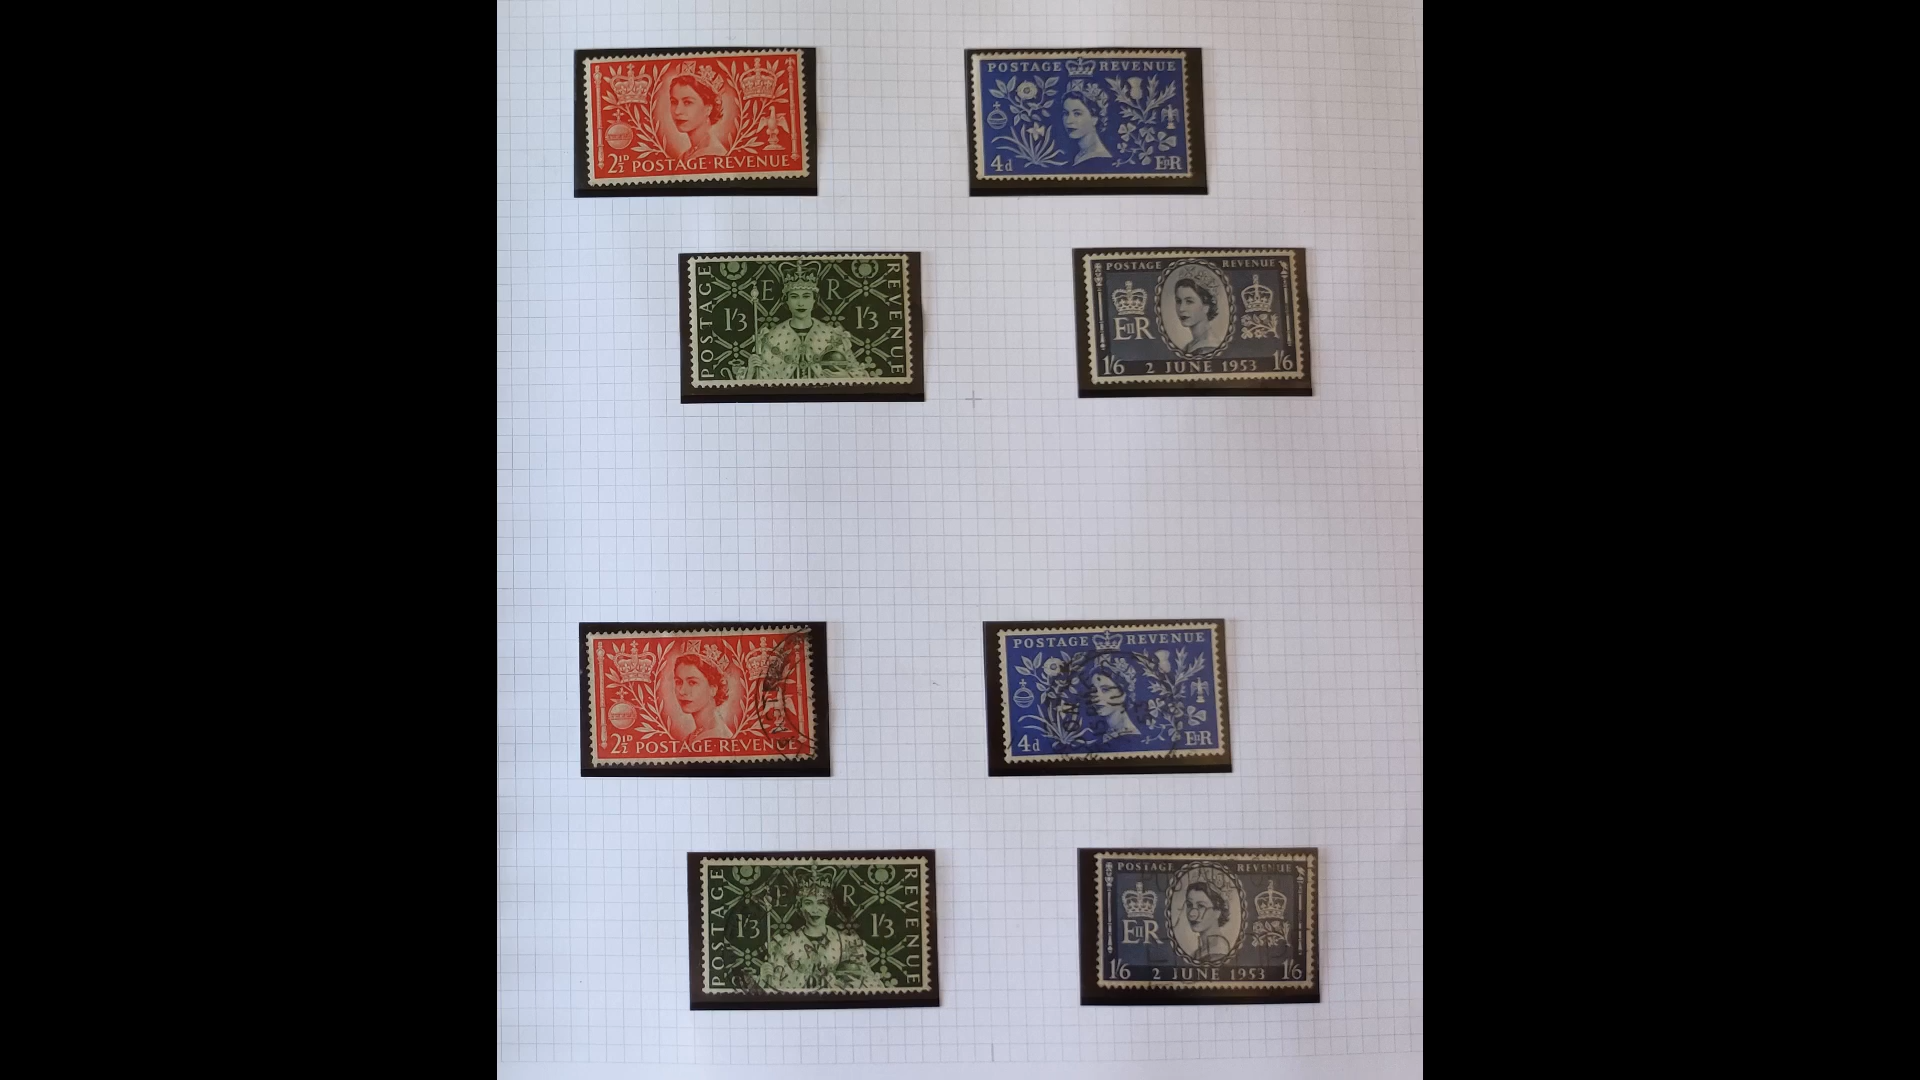 2½D POSTAGE·REVENUE
POSTAGE REVENUE
4d EIIR
POSTAGE
E R
1/3 1/3
REVENUE
POSTAGE REVENUE
EIIR
1/6 2 JUNE 1953 1/6
2½D POSTAGE·REVENUE
POSTAGE REVENUE
4d EIIR
POSTAGE
E R
1/3 1/3
REVENUE
POSTAGE REVENUE
EIIR
1/6 2 JUNE 1953 1/6